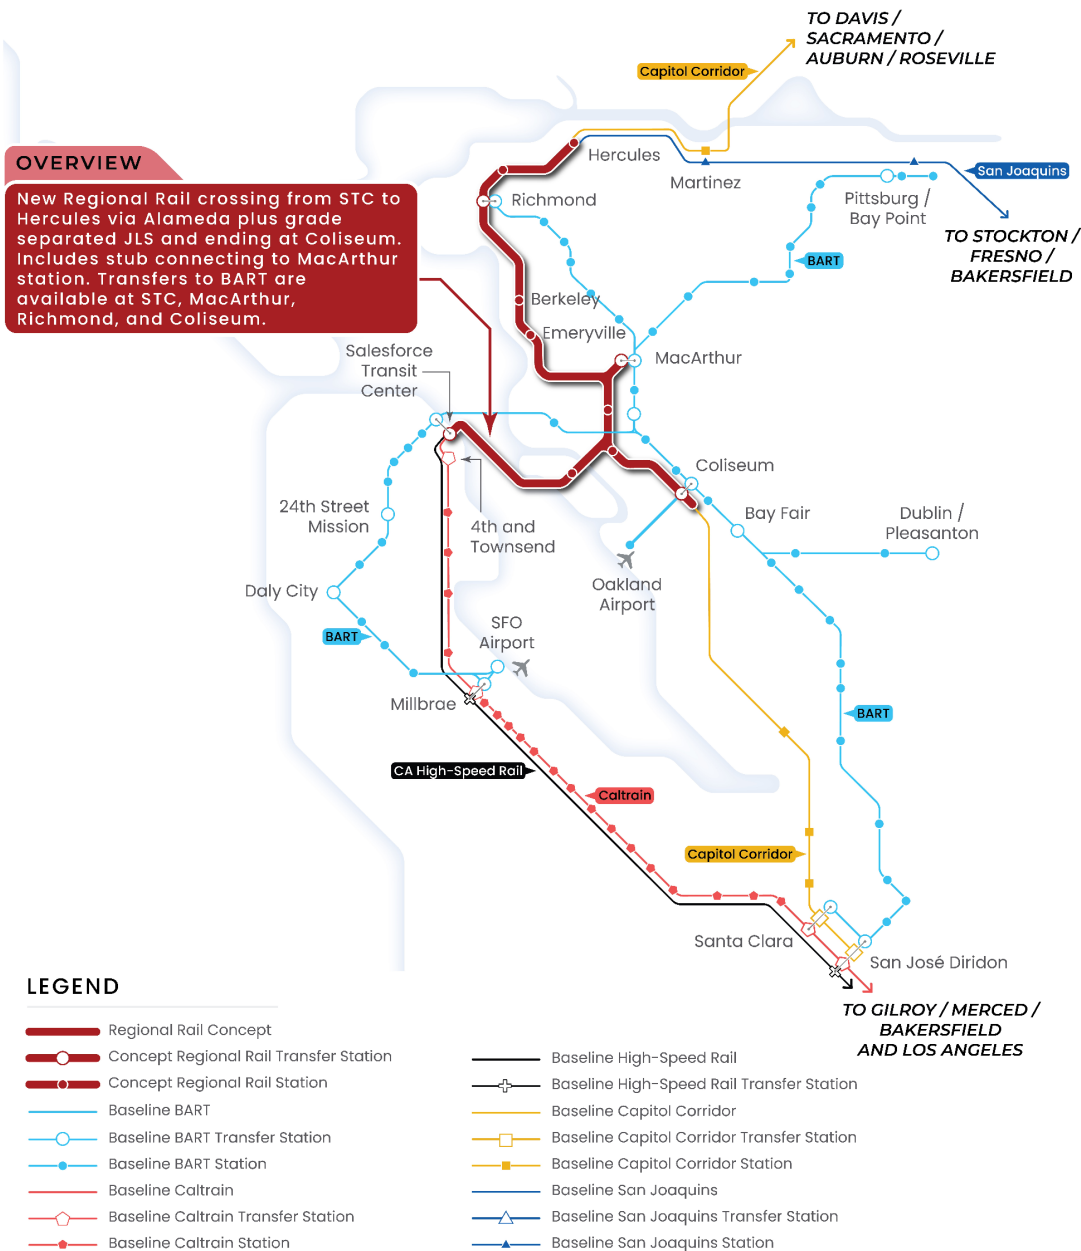 TO DAVIS /
SACRAMENTO /
AUBURN / ROSEVILLE
Capitol Corridor
OVERVIEW
New Regional Rail crossing from STC to
Hercules via Alameda plus grade
separated JLS and ending at Coliseum.
Includes stub connecting to MacArthur
station. Transfers to BART are
available at STC, MacArthur,
Richmond, and Coliseum.
Hercules
Martinez
San Joaquins
Richmond
Pittsburg /
Bay Point
TO STOCKTON /
FRESNO /
BAKERSFIELD
BART
Berkeley
Emeryville
MacArthur
Salesforce
Transit
Center
Coliseum
24th Street
Mission
4th and
Townsend
Bay Fair
Dublin /
Pleasanton
Oakland
Airport
Daly City
BART
SFO
Airport
Millbrae
BART
CA High-Speed Rail
Caltrain
Capitol Corridor
Santa Clara
San José Diridon
TO GILROY / MERCED /
BAKERSFIELD
AND LOS ANGELES
LEGEND
Regional Rail Concept
Concept Regional Rail Transfer Station
Concept Regional Rail Station
Baseline BART
Baseline BART Transfer Station
Baseline BART Station
Baseline Caltrain
Baseline Caltrain Transfer Station
Baseline Caltrain Station
Baseline High-Speed Rail
Baseline High-Speed Rail Transfer Station
Baseline Capitol Corridor
Baseline Capitol Corridor Transfer Station
Baseline Capitol Corridor Station
Baseline San Joaquins
Baseline San Joaquins Transfer Station
Baseline San Joaquins Station